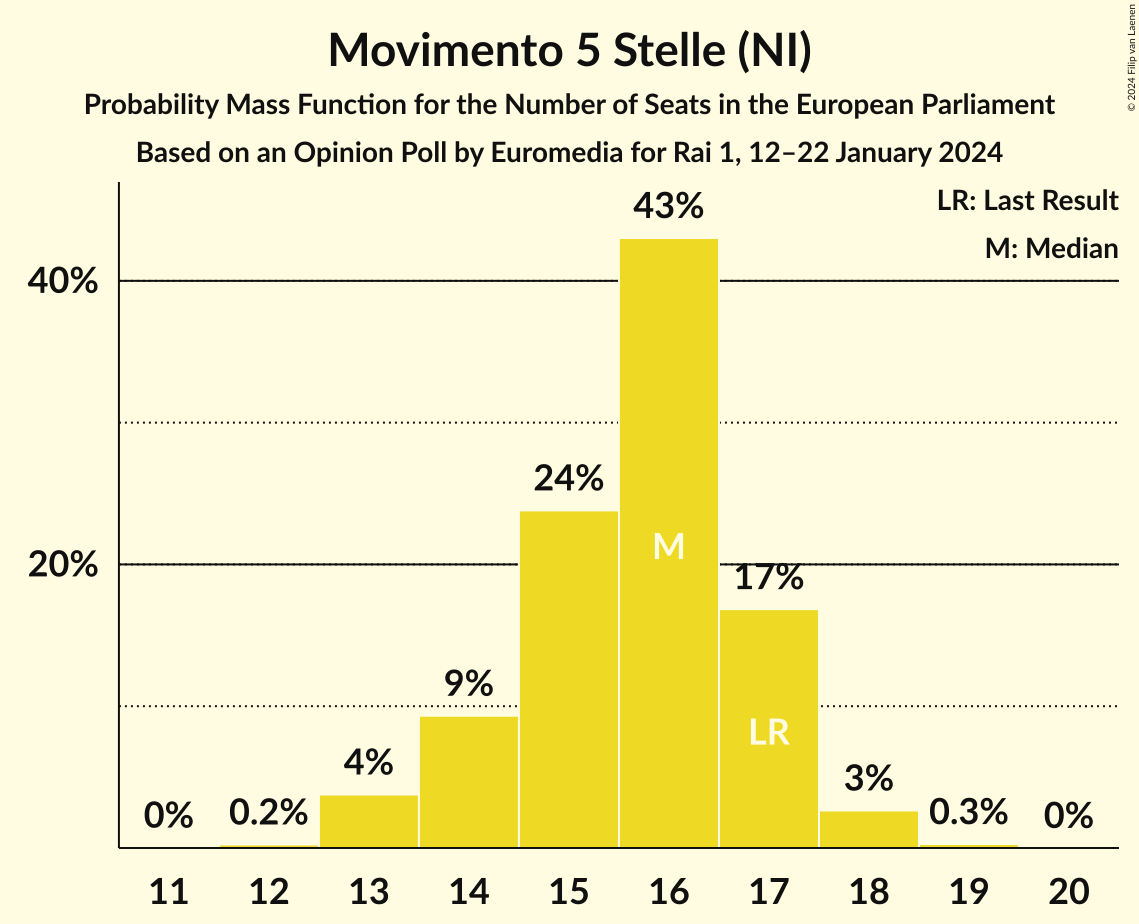 Movimento 5 Stelle (NI)
Probability Mass Function for the Number of Seats in the European Parliament
Based on an Opinion Poll by Euromedia for Rai 1, 12–22 January 2024
© 2024 Filip van Laenen
LR: Last Result
M: Median
43%
40%
24%
M
20%
17%
9%
LR
4%
3%
0%
0.2%
0.3%
0%
11 12 13 14 15 16 17 18 19 20